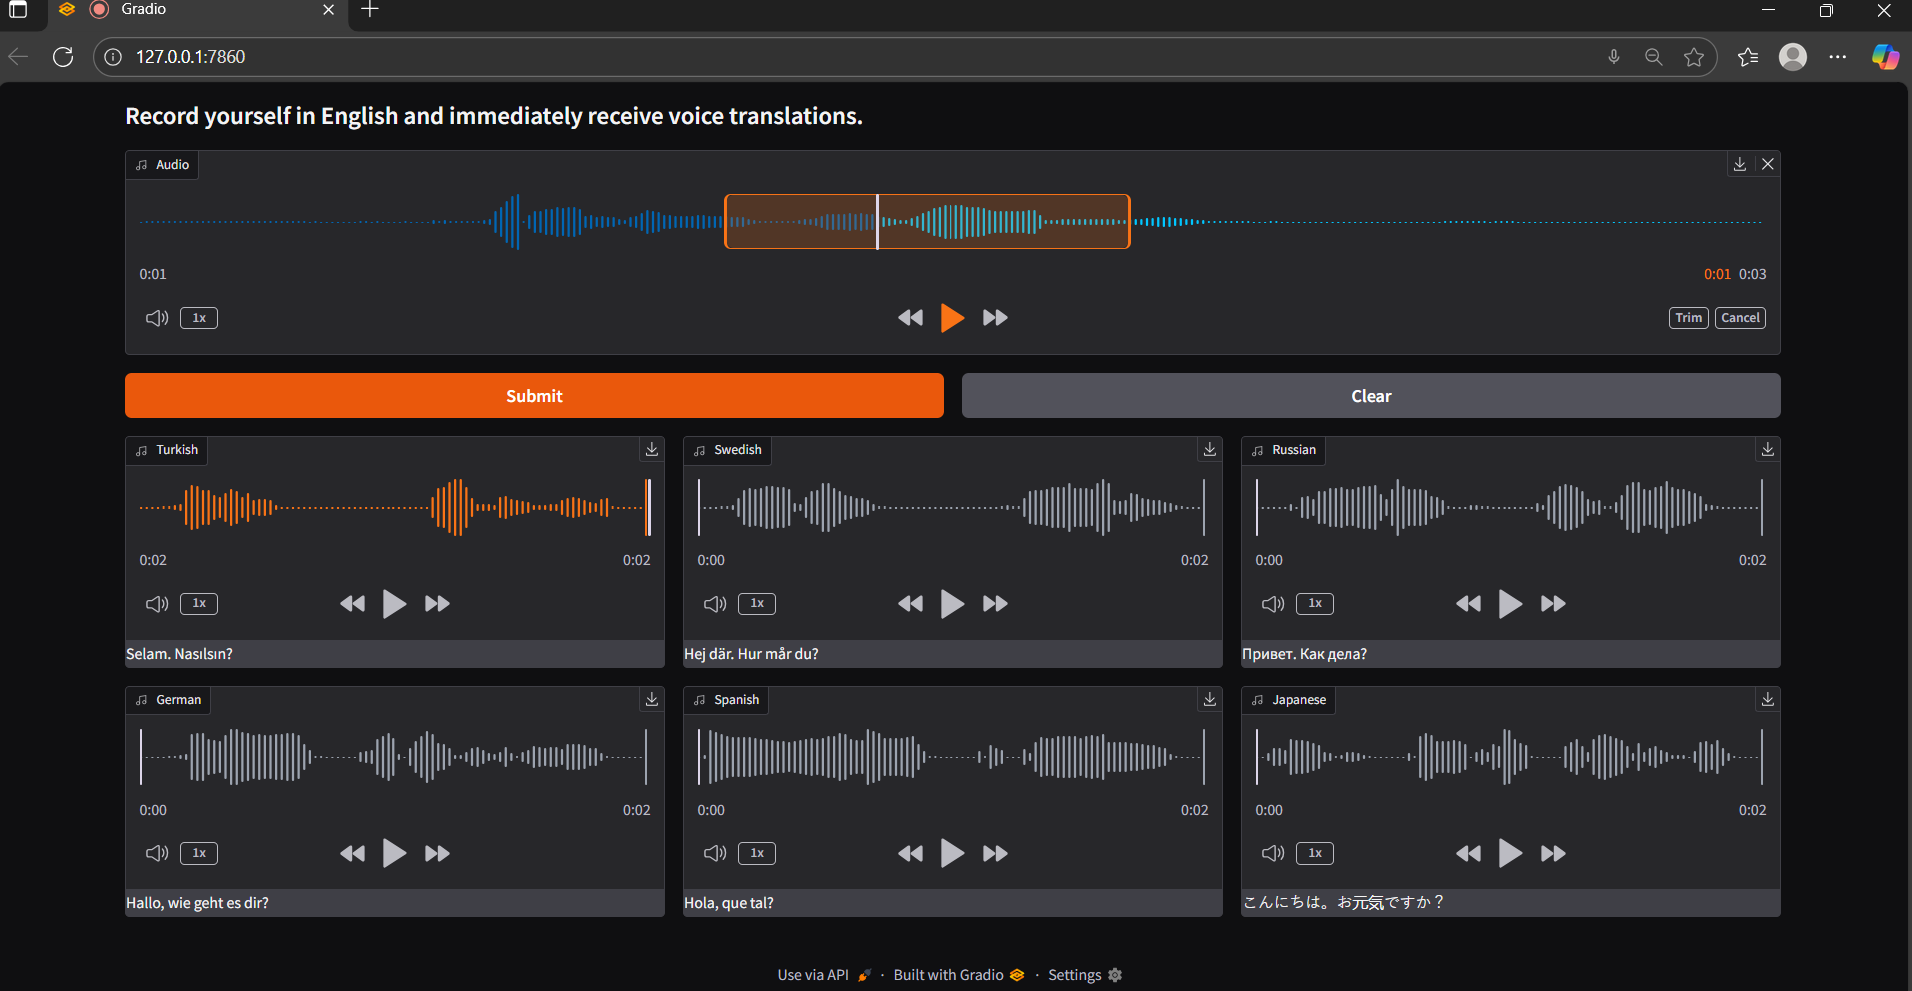 Gradio
127.0.0.1:7860
Record yourself in English and immediately receive voice translations.
Audio
0:01
0:01 0:03
1x
Trim Cancel
Submit
Clear
Turkish
0:02 0:02
1x
Selam. Nasılsın?
Swedish
0:00 0:02
1x
Hej där. Hur mår du?
Russian
0:00 0:02
1x
Привет. Как дела?
German
0:00 0:02
1x
Hallo, wie geht es dir?
Spanish
0:00 0:02
1x
Hola, que tal?
Japanese
0:00 0:02
1x
こんにちは。お元気ですか？
Use via API · Built with Gradio · Settings